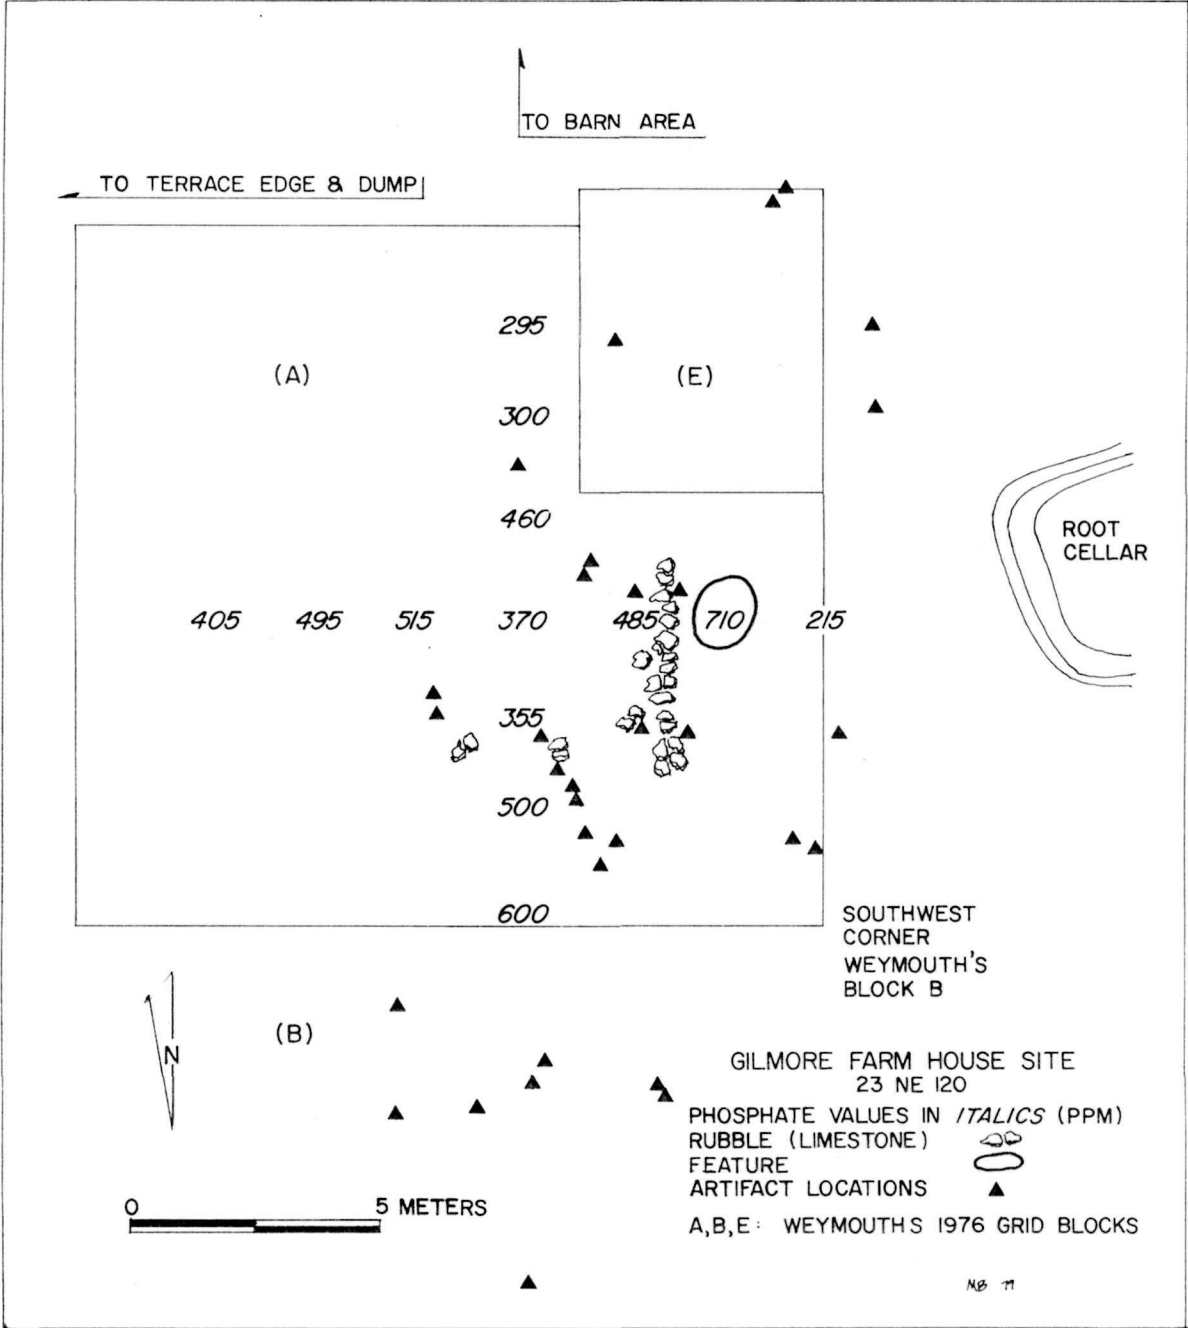 TO BARN AREA
TO TERRACE EDGE & DUMP
295
(A)
(E)
300
460
ROOT
CELLAR
405 495 515 370 485 710 215
355
500
600
SOUTHWEST
CORNER
WEYMOUTH'S
BLOCK B
N
(B)
GILMORE FARM HOUSE SITE
23 NE 120
PHOSPHATE VALUES IN ITALICS (PPM)
RUBBLE (LIMESTONE)
FEATURE
ARTIFACT LOCATIONS
0 5 METERS
A,B,E: WEYMOUTHS 1976 GRID BLOCKS